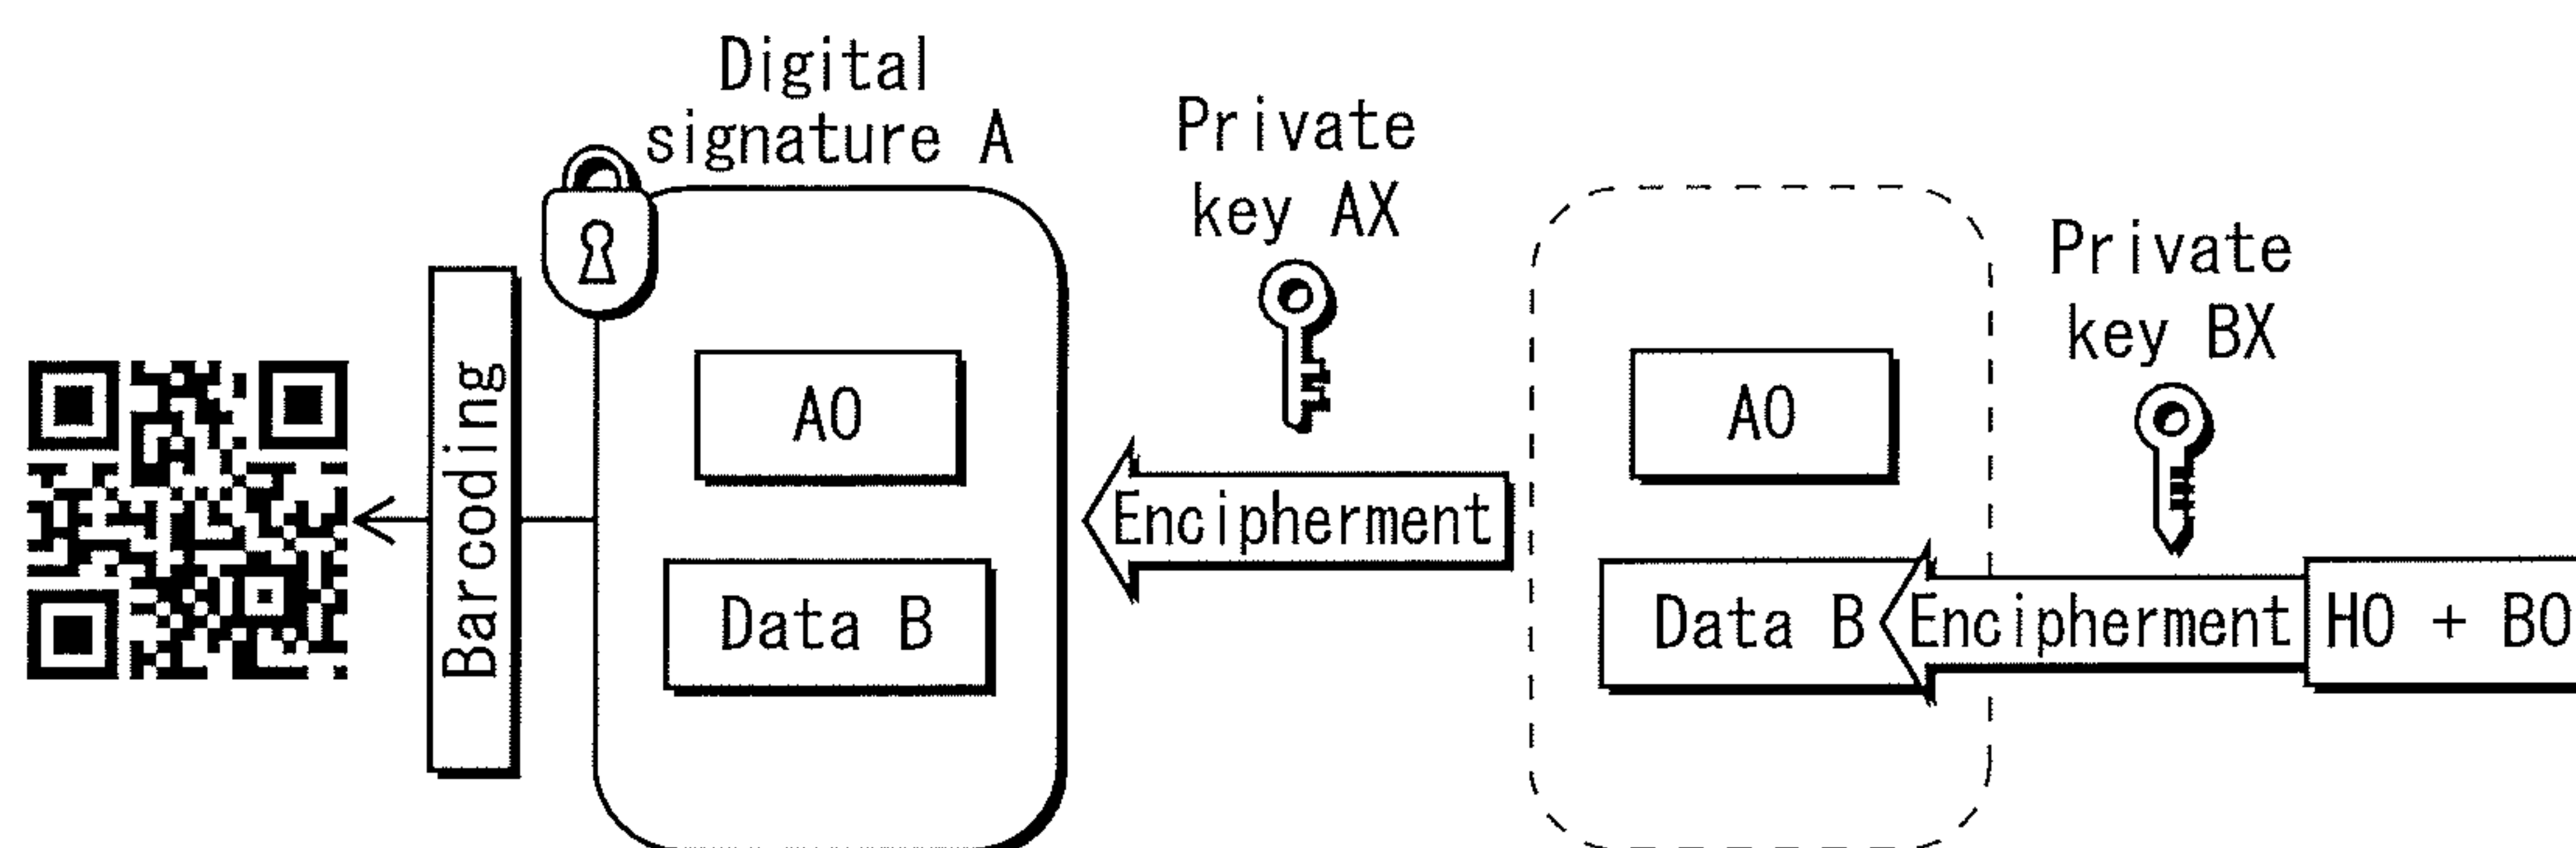 Digital
signature A
Private
key AX
Private
key BX
Barcoding
A0
Data B
Encipherment
A0
Data B
Encipherment
H0 + B0